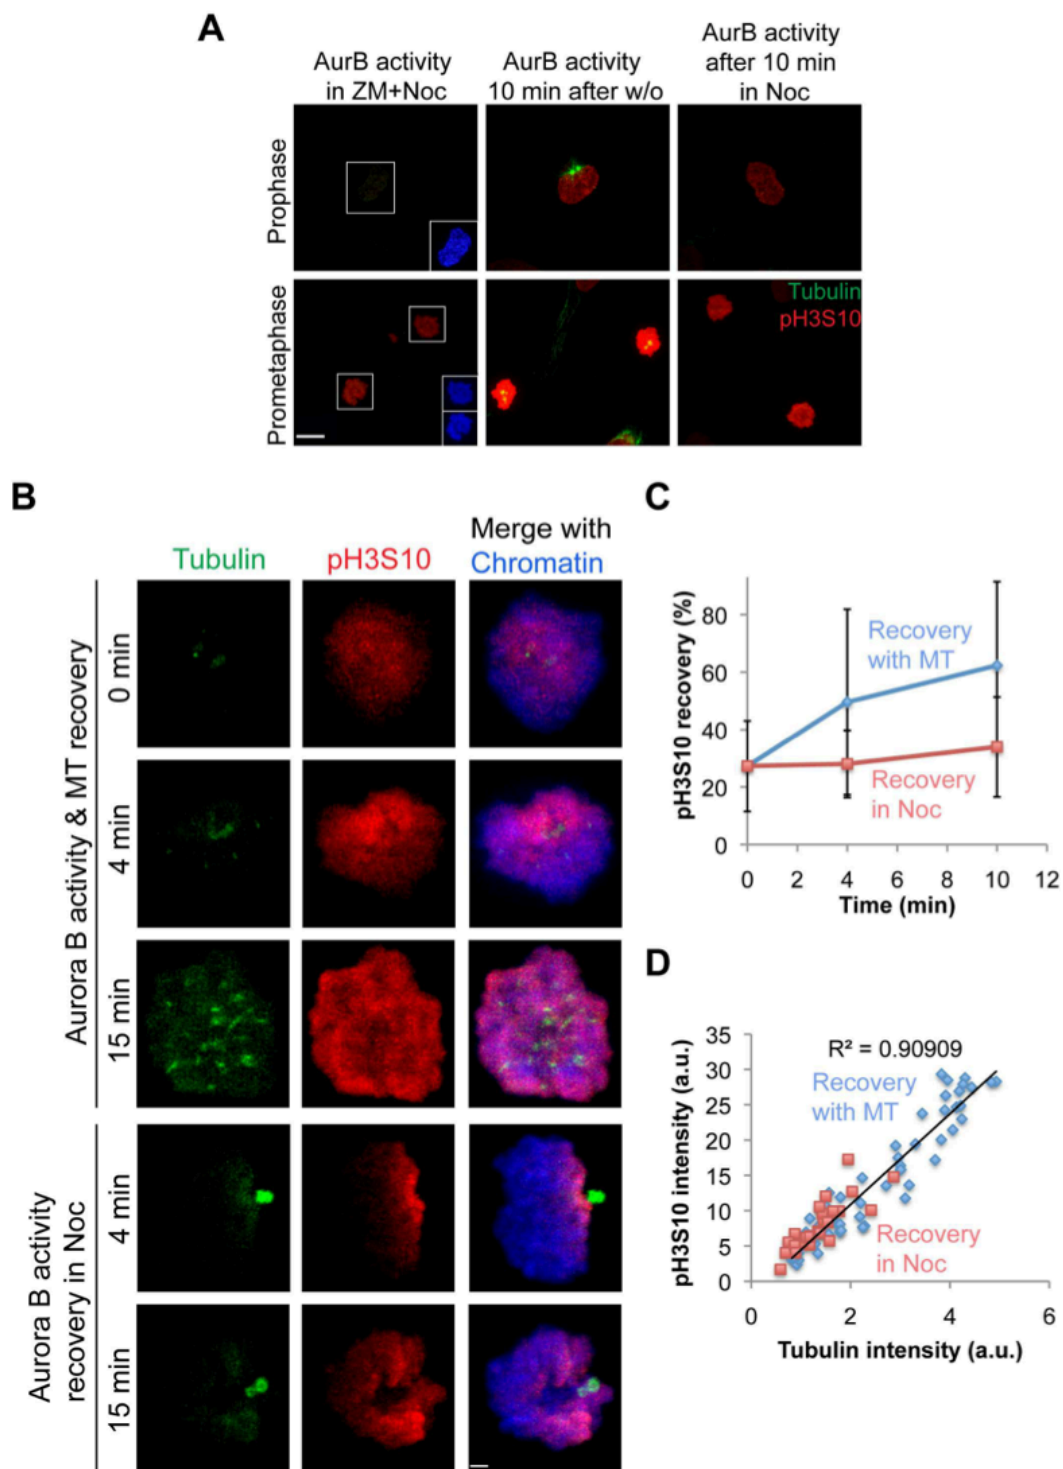 A
AurB activity
in ZM+Noc
AurB activity
10 min after w/o
AurB activity
after 10 min
in Noc
Prophase
Prometaphase
Tubulin
pH3S10
B
Tubulin
pH3S10
Merge with
Chromatin
Aurora B activity & MT recovery
0 min
4 min
15 min
Aurora B activity
recovery in Noc
4 min
15 min
C
pH3S10 recovery (%)
80
60
40
20
0
Recovery
with MT
Recovery
in Noc
0 2 4 6 8 10 12
Time (min)
D
pH3S10 intensity (a.u.)
35
30
25
20
15
10
5
0
R² = 0.90909
Recovery
with MT
Recovery
in Noc
0 2 4 6
Tubulin intensity (a.u.)